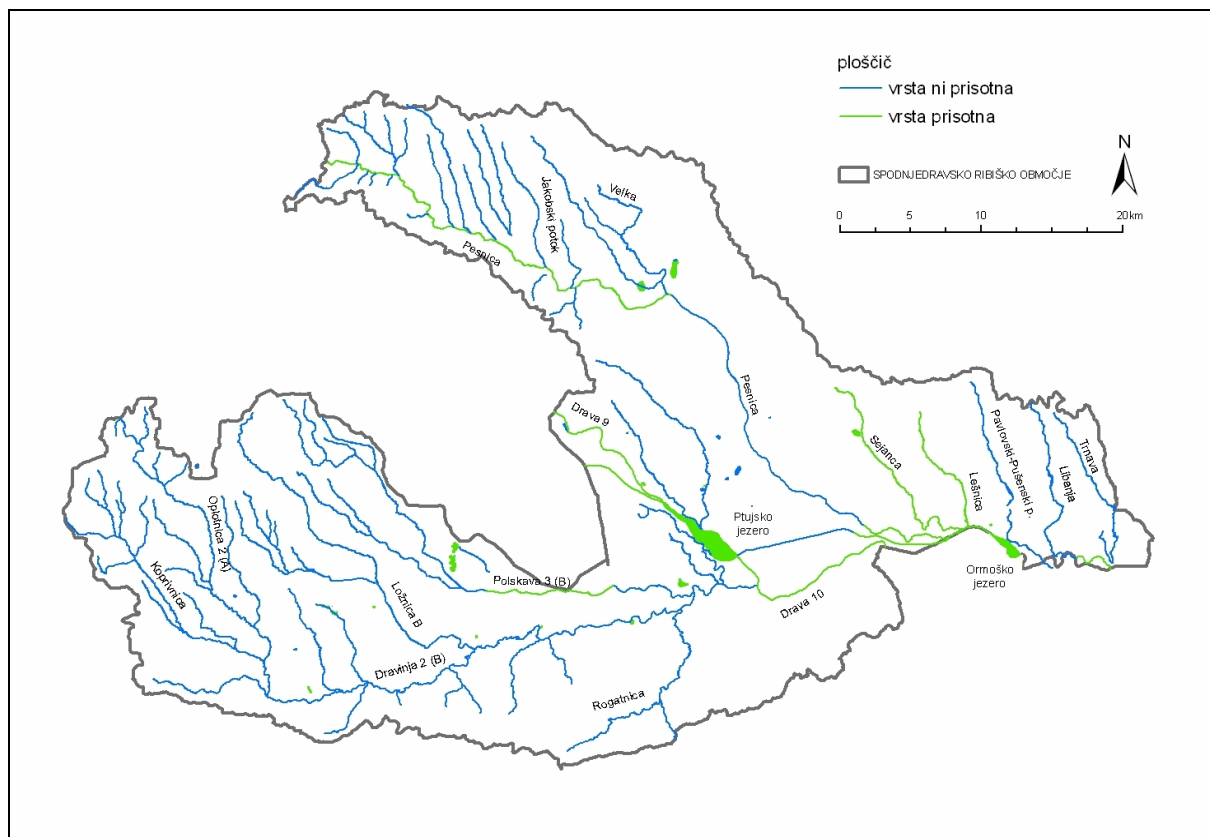 ploščič
vrsta ni prisotna
vrsta prisotna
N
SPODNJEDRAVSKO RIBIŠKO OBMOČJE
0 5 10 20 km
Velka
Jakobski potok
Pesnica
Pesnica
Drava 9
Sejanca
Lešnica
Pavlovski-Pušenski p.
Libanja
Trnava
Ptujsko
jezero
Ormoško
jezero
Oplotnica 2 (A)
Koprivnica
Ložnica B
Polskava 3 (B)
Drava 10
Dravinja 2 (B)
Rogatnica